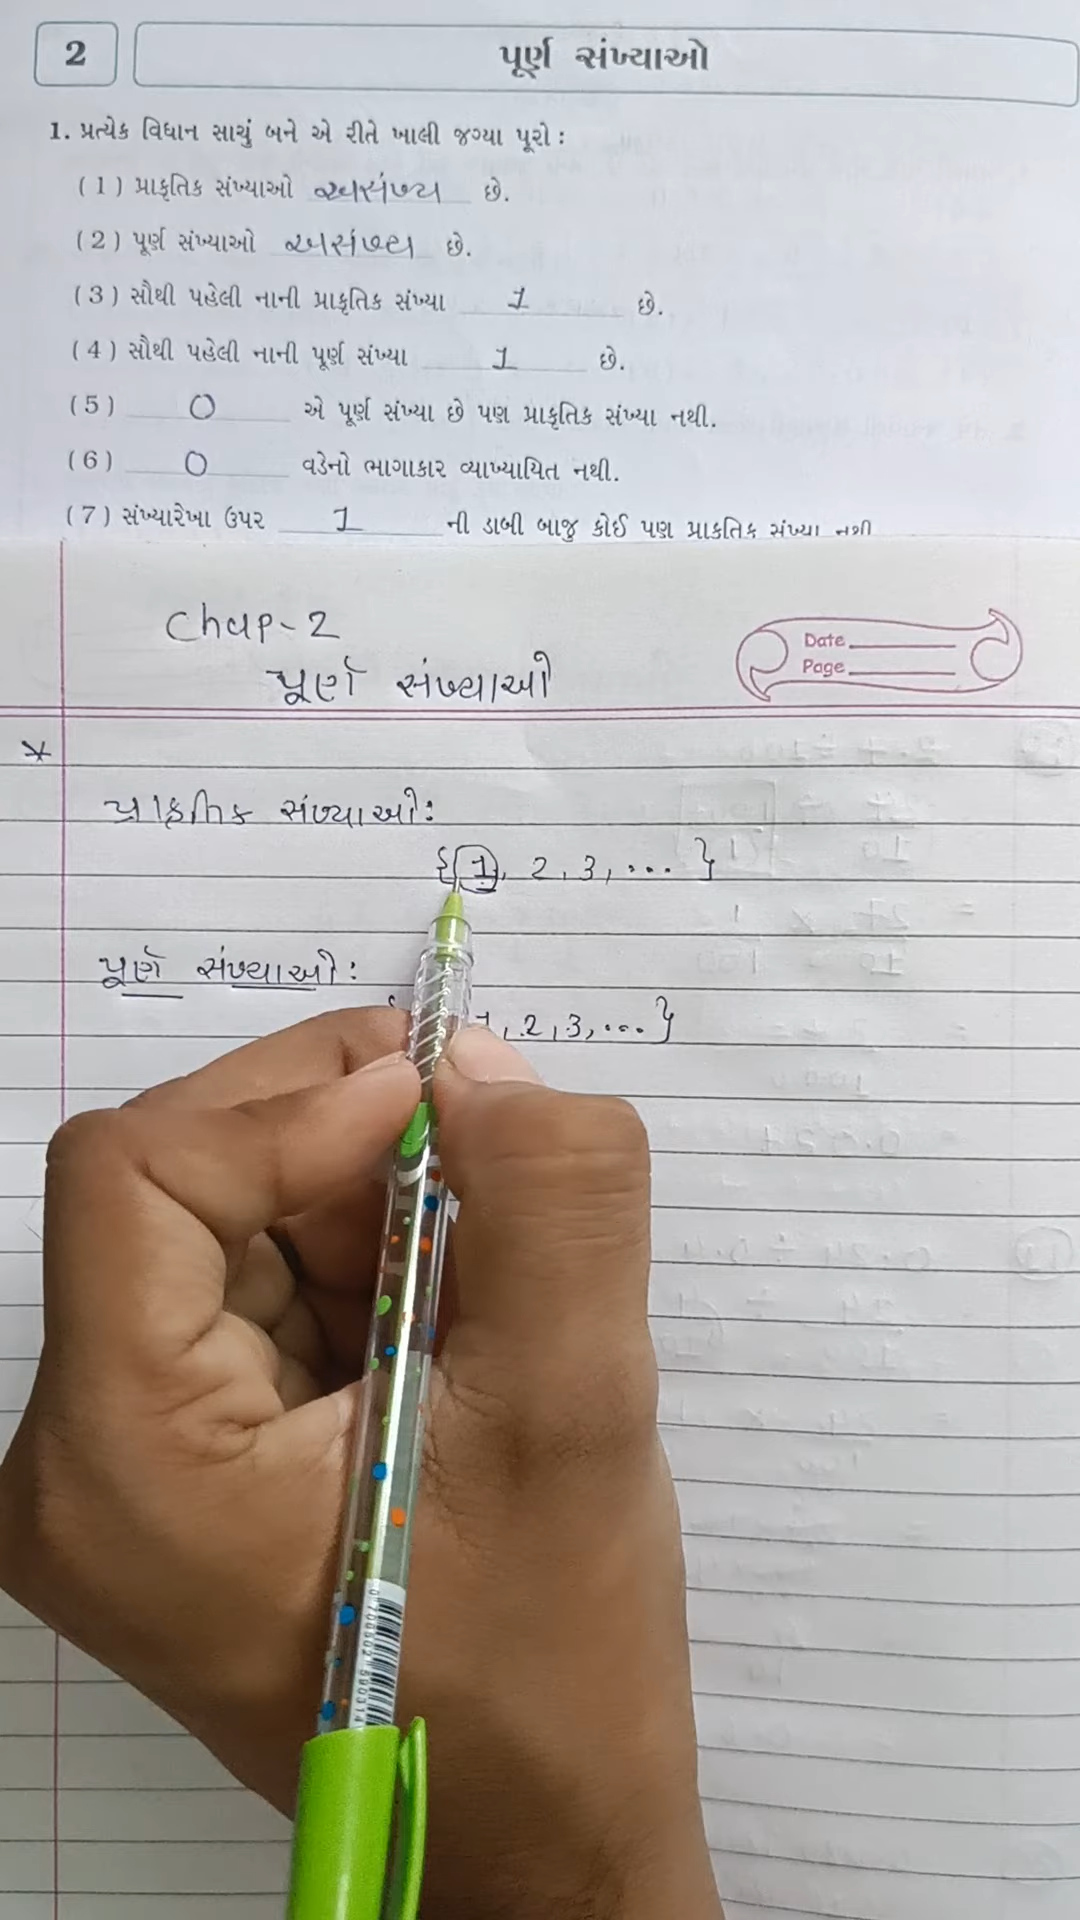 2 પૂર્ણ સંખ્યાઓ
1. પ્રત્યેક વિધાન સાચું બને એ રીતે ખાલી જગ્યા પૂરો :
(1) પ્રાકૃતિક સંખ્યાઓ અસંખ્ય છે.
(2) પૂર્ણ સંખ્યાઓ અસંખ્ય છે.
(3) સૌથી પહેલી નાની પ્રાકૃતિક સંખ્યા 1 છે.
(4) સૌથી પહેલી નાની પૂર્ણ સંખ્યા 1 છે.
(5) 0 એ પૂર્ણ સંખ્યા છે પણ પ્રાકૃતિક સંખ્યા નથી.
(6) 0 વડેનો ભાગાકાર વ્યાખ્યાયિત નથી.
(7) સંખ્યારેખા ઉપર 1 ની ડાબી બાજુ કોઈ પણ પ્રાકૃતિક સંખ્યા નથી
Chap-2
પૂર્ણ સંખ્યાઓ
Date
Page
*
પ્રાકૃતિક સંખ્યાઓ:
{1, 2, 3, ... }
પૂર્ણ સંખ્યાઓ:
1, 2, 3, ... }